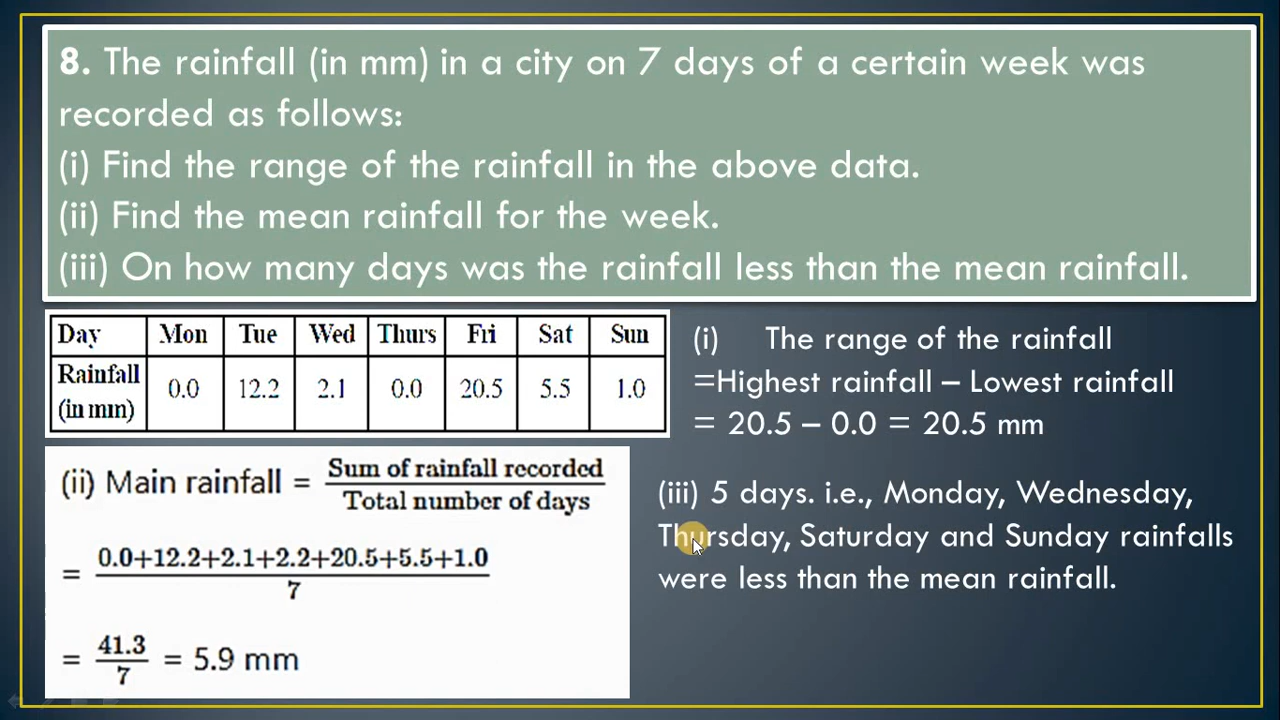 8. The rainfall (in mm) in a city on 7 days of a certain week was
recorded as follows:
(i) Find the range of the rainfall in the above data.
(ii) Find the mean rainfall for the week.
(iii) On how many days was the rainfall less than the mean rainfall.
Day Mon Tue Wed Thurs Fri Sat Sun
Rainfall
(in mm) 0.0 12.2 2.1 0.0 20.5 5.5 1.0
(i) The range of the rainfall
=Highest rainfall – Lowest rainfall
= 20.5 – 0.0 = 20.5 mm
(ii) Main rainfall = Sum of rainfall recorded
Total number of days
= 0.0+12.2+2.1+2.2+20.5+5.5+1.0
7
= 41.3
7 = 5.9 mm
(iii) 5 days. i.e., Monday, Wednesday,
Thursday, Saturday and Sunday rainfalls
were less than the mean rainfall.